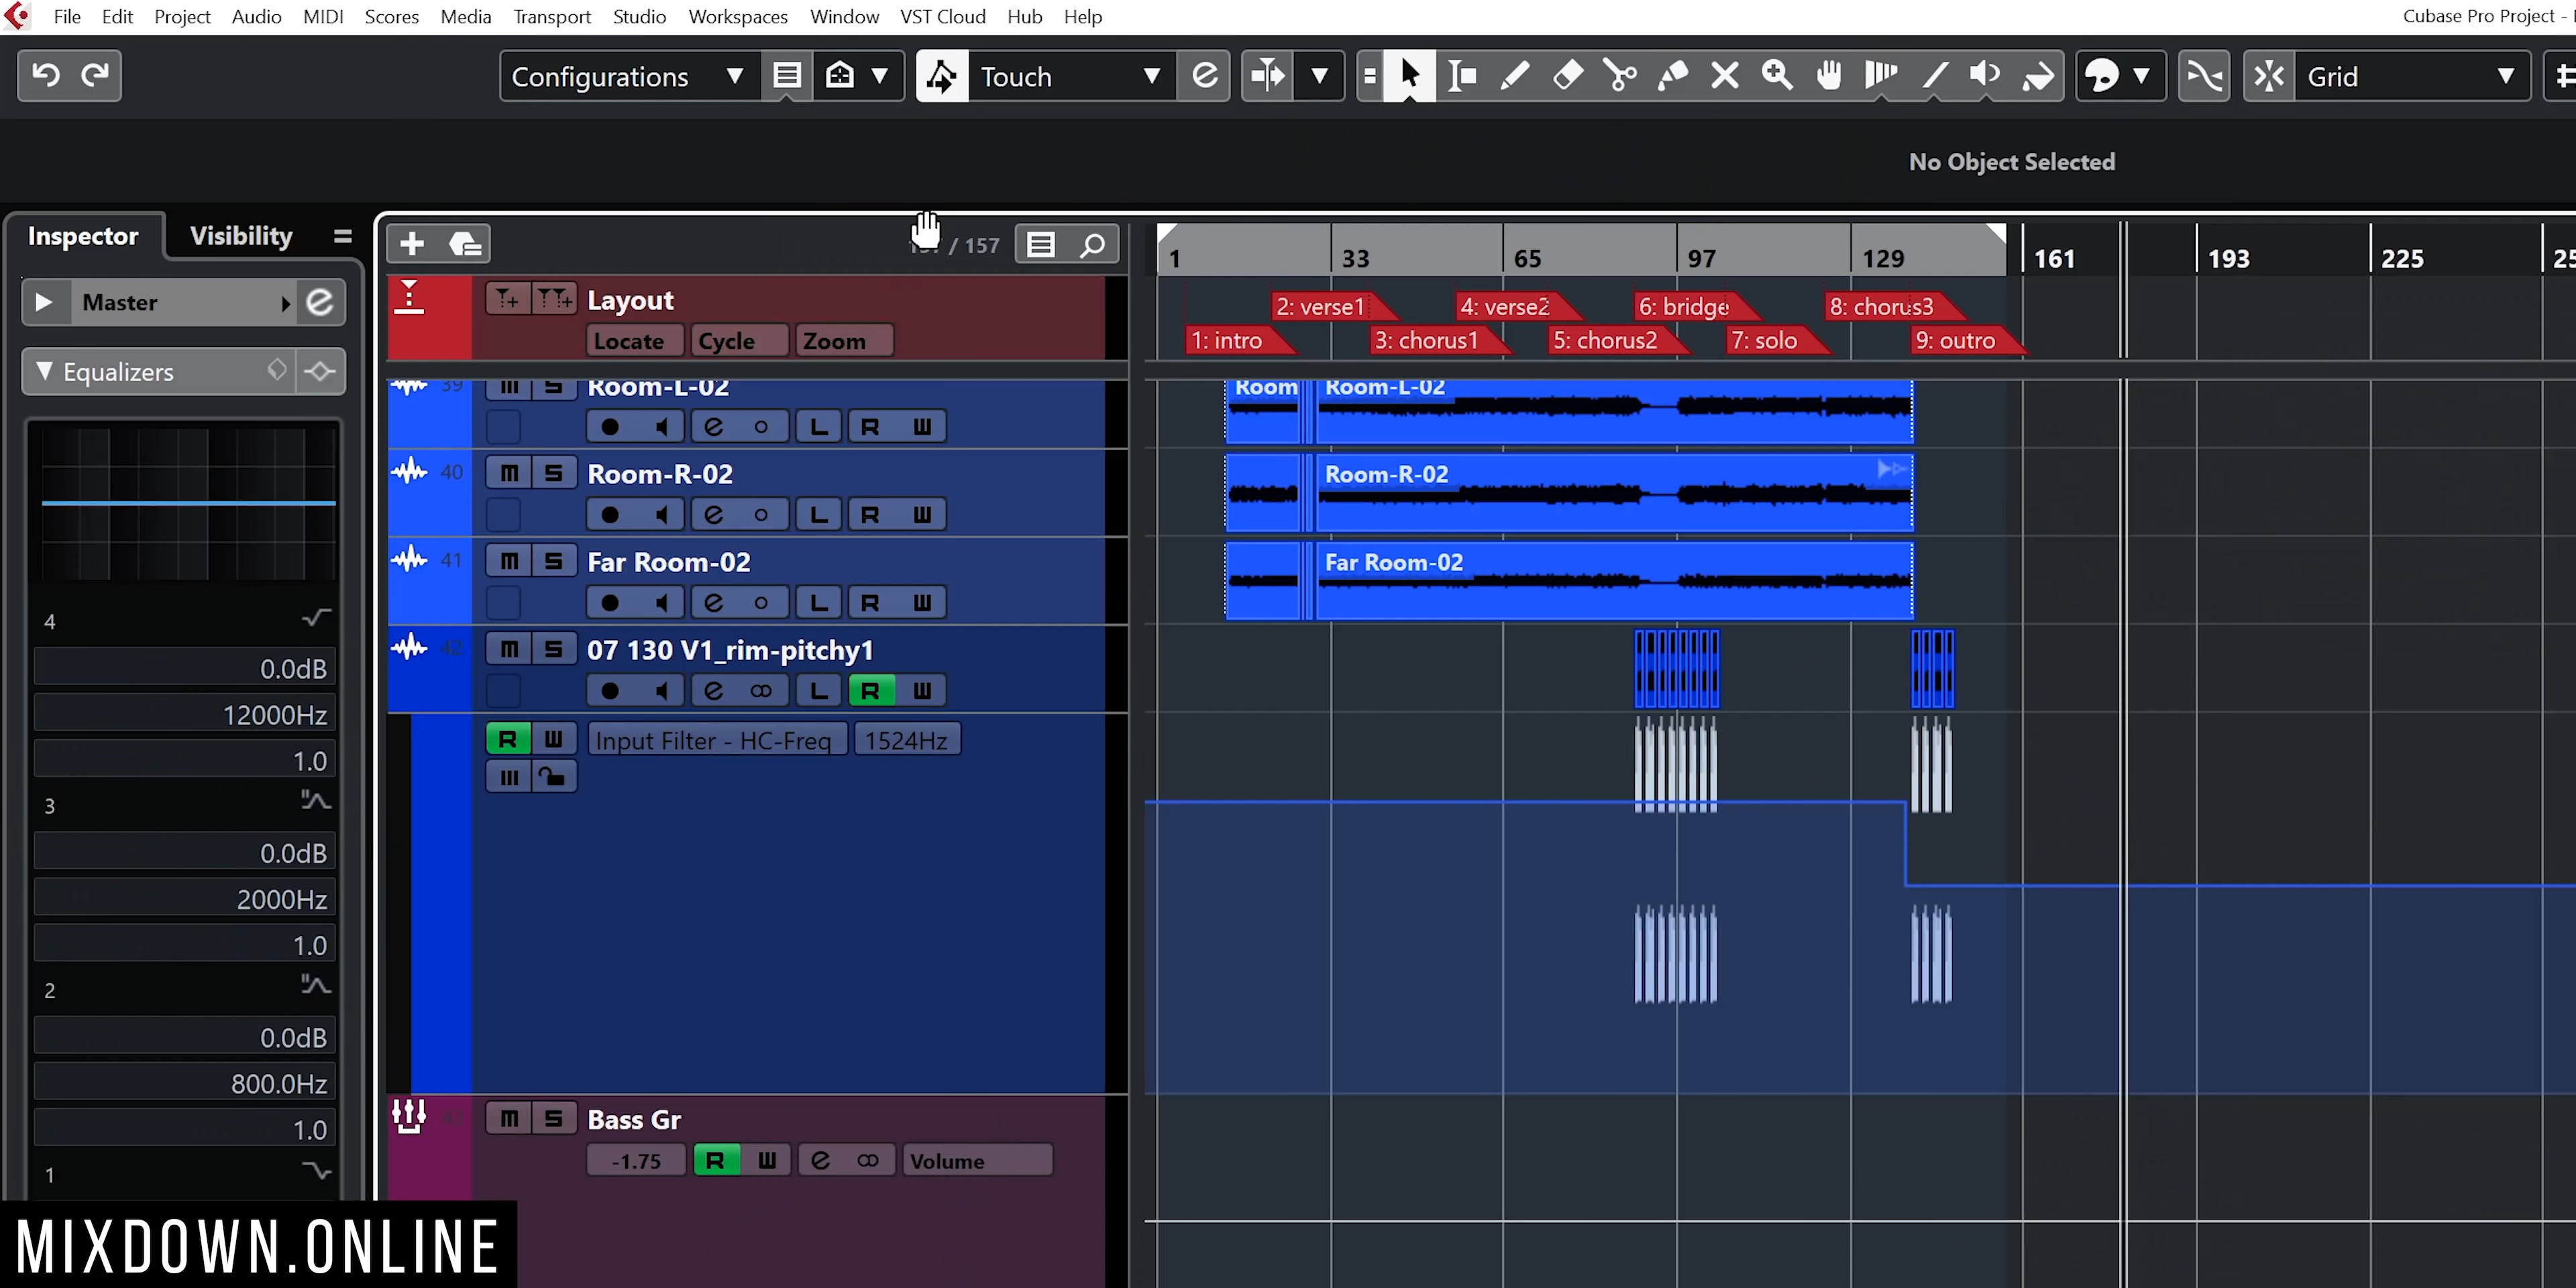 File Edit Project Audio MIDI Scores Media Transport Studio Workspaces Window VST Cloud Hub Help Cubase Pro Project -
Configurations Touch Grid
No Object Selected
Inspector Visibility
/ 157
1 33 65 97 129 161 193 225
Master
Layout
2: verse1 4: verse2 6: bridge 8: chorus3
Locate Cycle Zoom
1: intro 3: chorus1 5: chorus2 7: solo 9: outro
Equalizers
39 m S Room-L-02
Room Room-L-02
L R W
40 m S Room-R-02
Room-R-02
L R W
41 m S Far Room-02
Far Room-02
L R W
4
42 m S 07 130 V1_rim-pitchy1
0.0dB
L R W
12000Hz
R W Input Filter - HC-Freq 1524Hz
1.0
3
0.0dB
2000Hz
1.0
2
0.0dB
800.0Hz
1.0
m S Bass Gr
-1.75 R W Volume
1
MIXDOWN.ONLINE